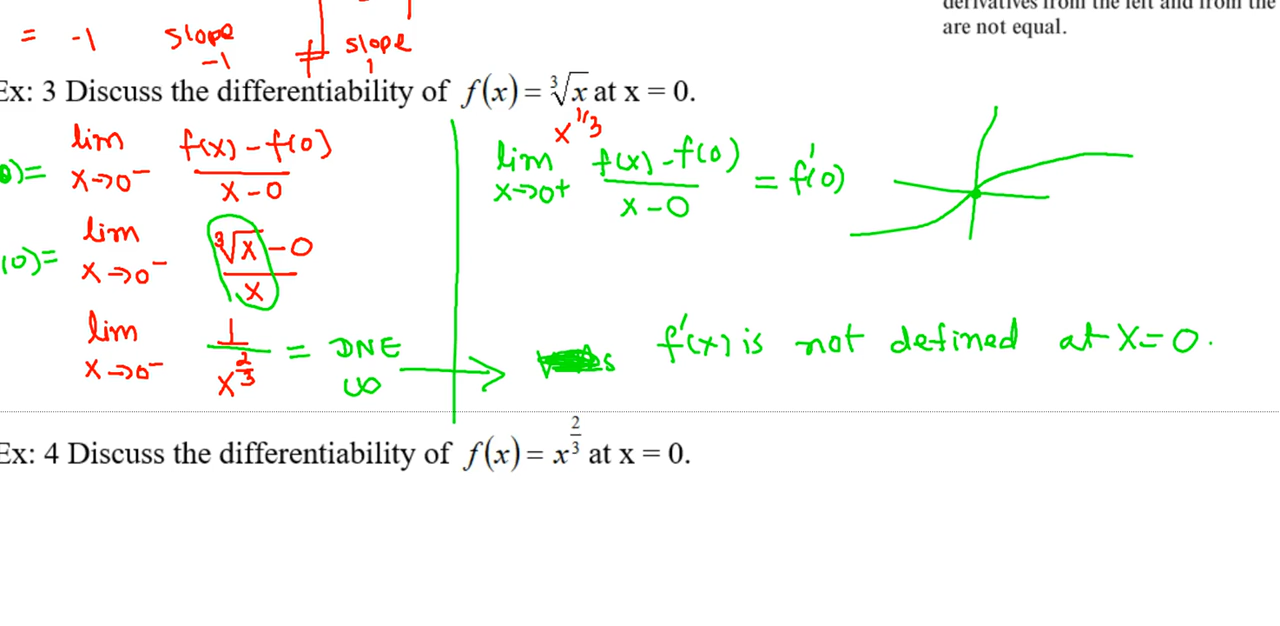 derivatives from the left and from the
are not equal.
= -1 slope -1 ≠ slope 1
Ex: 3 Discuss the differentiability of f(x) = ∛x at x = 0.
x^1/3
0)= lim x→0⁻ f(x) - f(0) / x - 0
lim x→0+ f(x) - f(0) / x - 0 = f'(0)
(0)= lim x→0⁻ ∛x - 0 / x
lim x→0⁻ 1 / x^2/3 = DNE ∞
f'(x) is not defined at x = 0.
Ex: 4 Discuss the differentiability of f(x) = x^2/3 at x = 0.